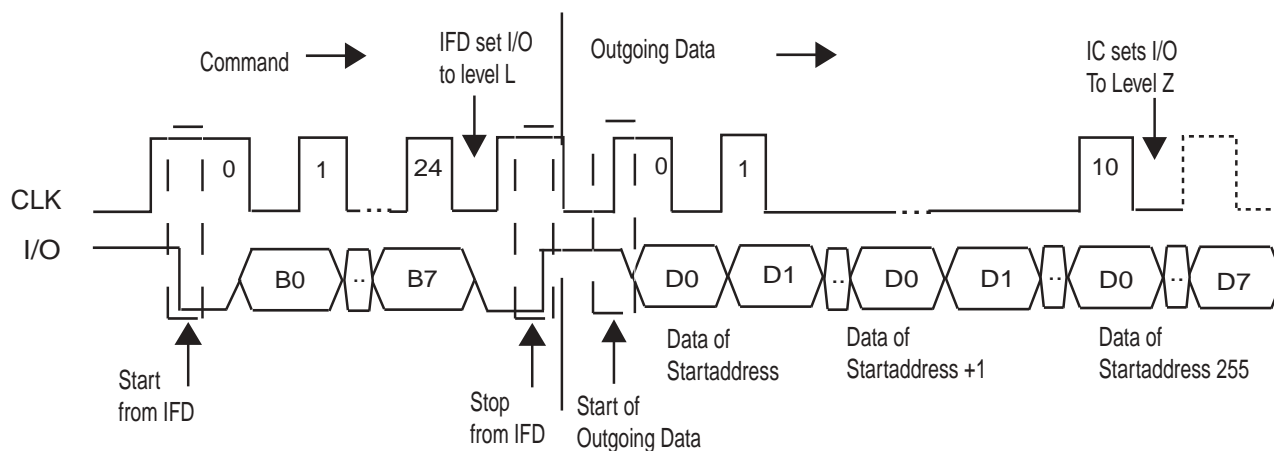 Command
IFD set I/O
to level L
Outgoing Data
IC sets I/O
To Level Z
CLK
0
1
24
0
1
10
I/O
B0
..
B7
D0
D1
..
D0
D1
..
D0
..
D7
Start
from IFD
Stop
from IFD
Start of
Outgoing Data
Data of
Startaddress
Data of
Startaddress +1
Data of
Startaddress 255